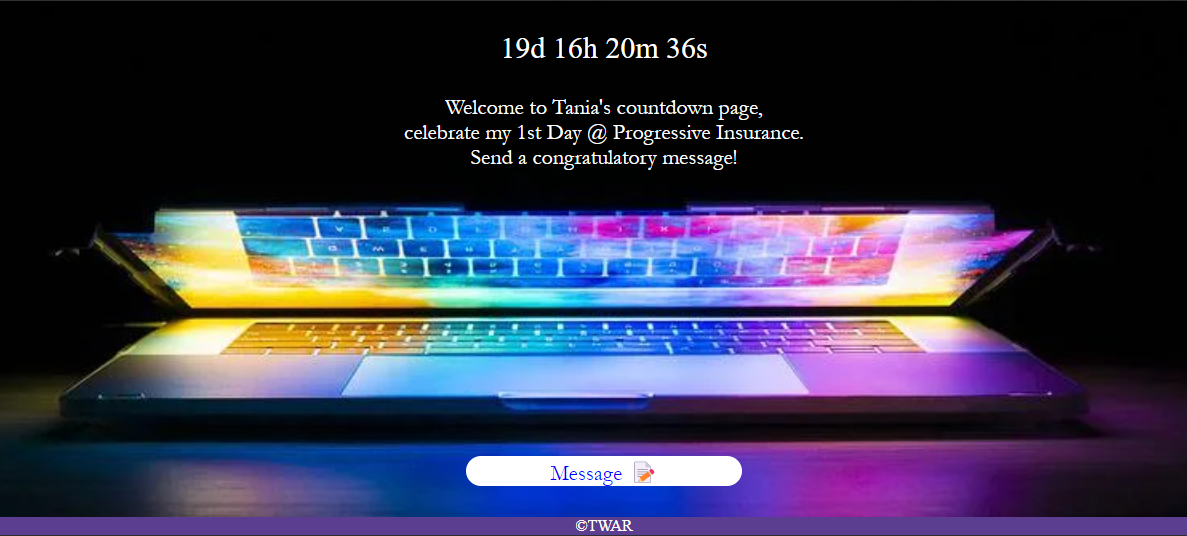 19d 16h 20m 36s
Welcome to Tania's countdown page,
celebrate my 1st Day @ Progressive Insurance.
Send a congratulatory message!
Message 📝
©TWAR